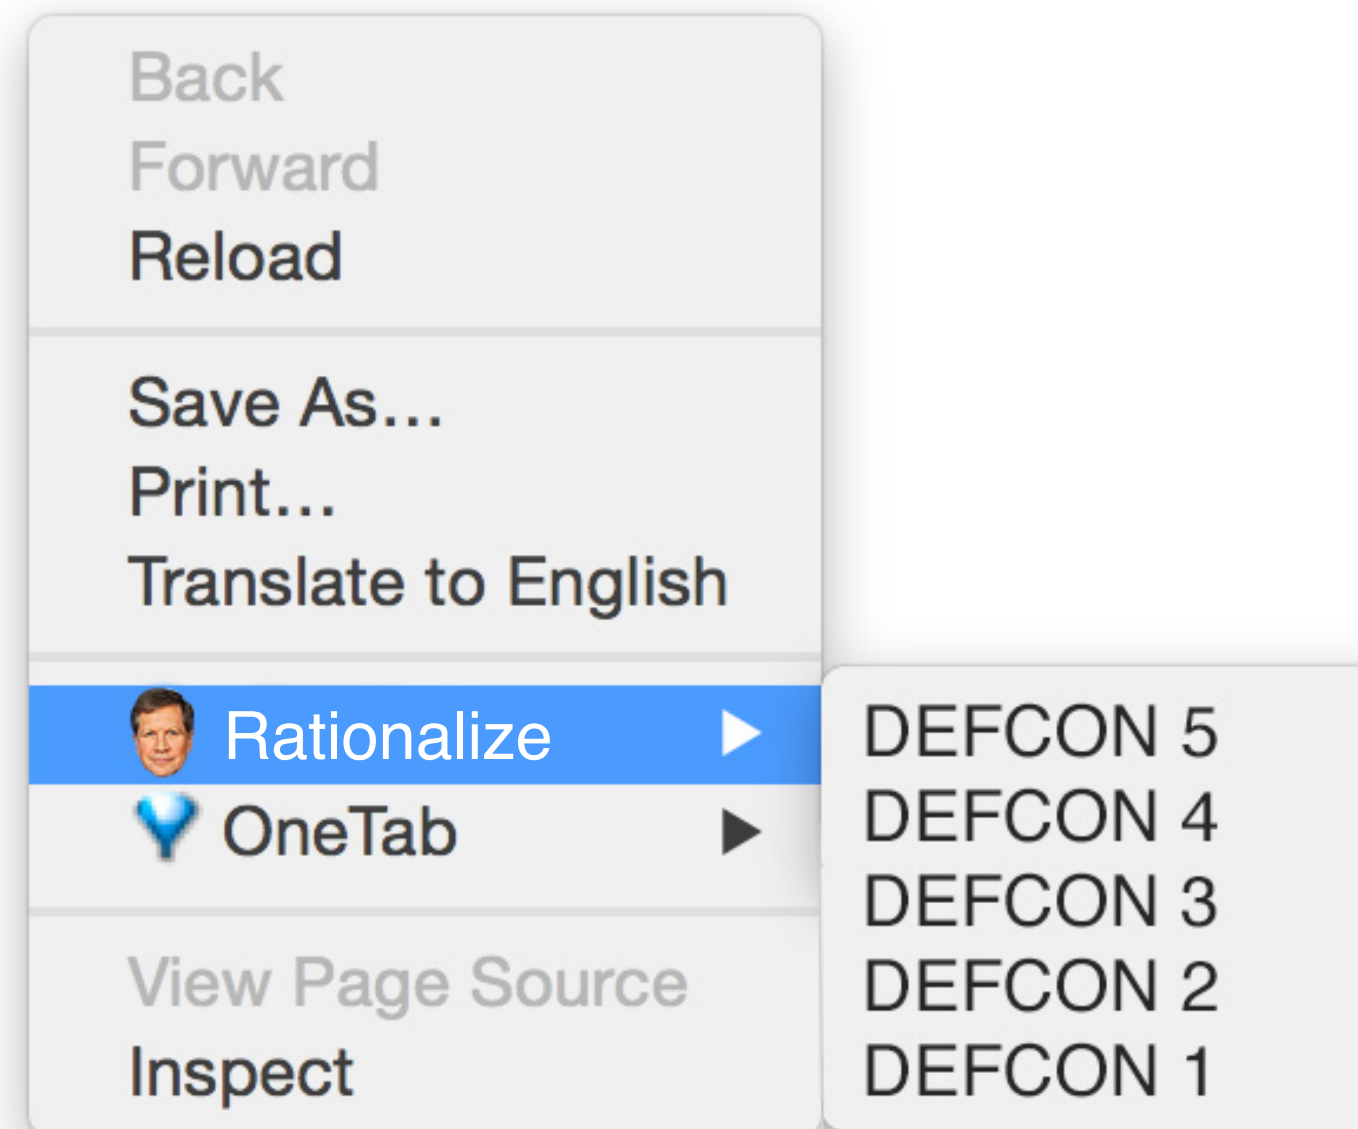 Back
Forward
Reload
Save As...
Print...
Translate to English
Rationalize
OneTab
View Page Source
Inspect
DEFCON 5
DEFCON 4
DEFCON 3
DEFCON 2
DEFCON 1